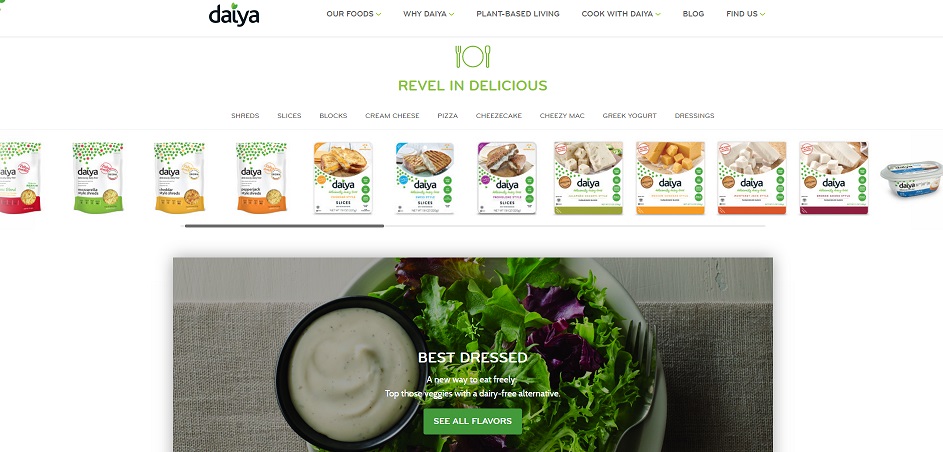 daiya
OUR FOODS WHY DAIYA PLANT-BASED LIVING COOK WITH DAIYA BLOG FIND US
REVEL IN DELICIOUS
SHREDS SLICES BLOCKS CREAM CHEESE PIZZA CHEEZECAKE CHEEZY MAC GREEK YOGURT DRESSINGS
daiya daiya daiya daiya daiya daiya daiya daiya daiya daiya daiya
SLICES SLICES SLICES
BEST DRESSED
A new way to eat freely.
Top those veggies with a dairy-free alternative.
SEE ALL FLAVORS